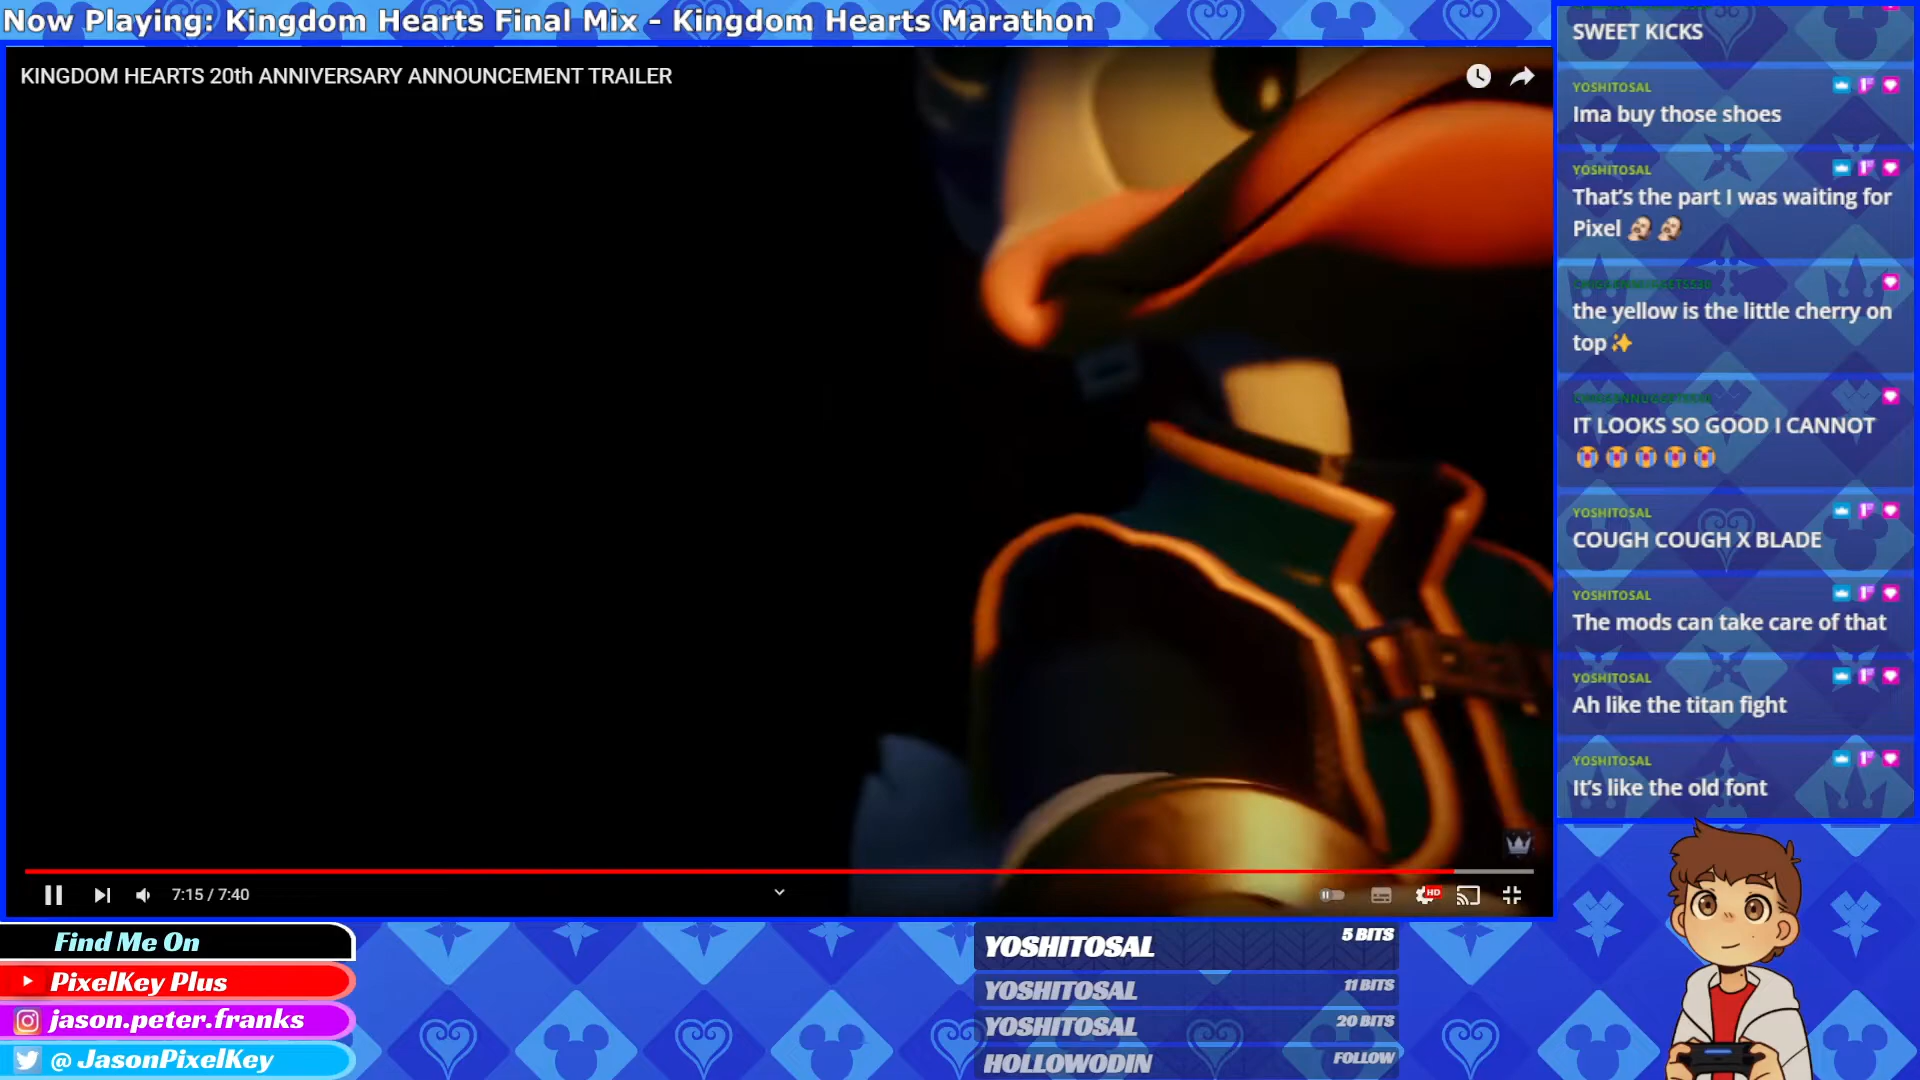 Now Playing: Kingdom Hearts Final Mix - Kingdom Hearts Marathon
KINGDOM HEARTS 20th ANNIVERSARY ANNOUNCEMENT TRAILER
7:15 / 7:40
HD
SWEET KICKS
YOSHITOSAL
Ima buy those shoes
YOSHITOSAL
That's the part I was waiting for
Pixel
the yellow is the little cherry on
top✨
IT LOOKS SO GOOD I CANNOT
😭😭😭😭😭
YOSHITOSAL
COUGH COUGH X BLADE
YOSHITOSAL
The mods can take care of that
YOSHITOSAL
Ah like the titan fight
YOSHITOSAL
It's like the old font
Find Me On
PixelKey Plus
jason.peter.franks
@JasonPixelKey
YOSHITOSAL 5 BITS
YOSHITOSAL 11 BITS
YOSHITOSAL 20 BITS
HOLLOWODIN FOLLOW